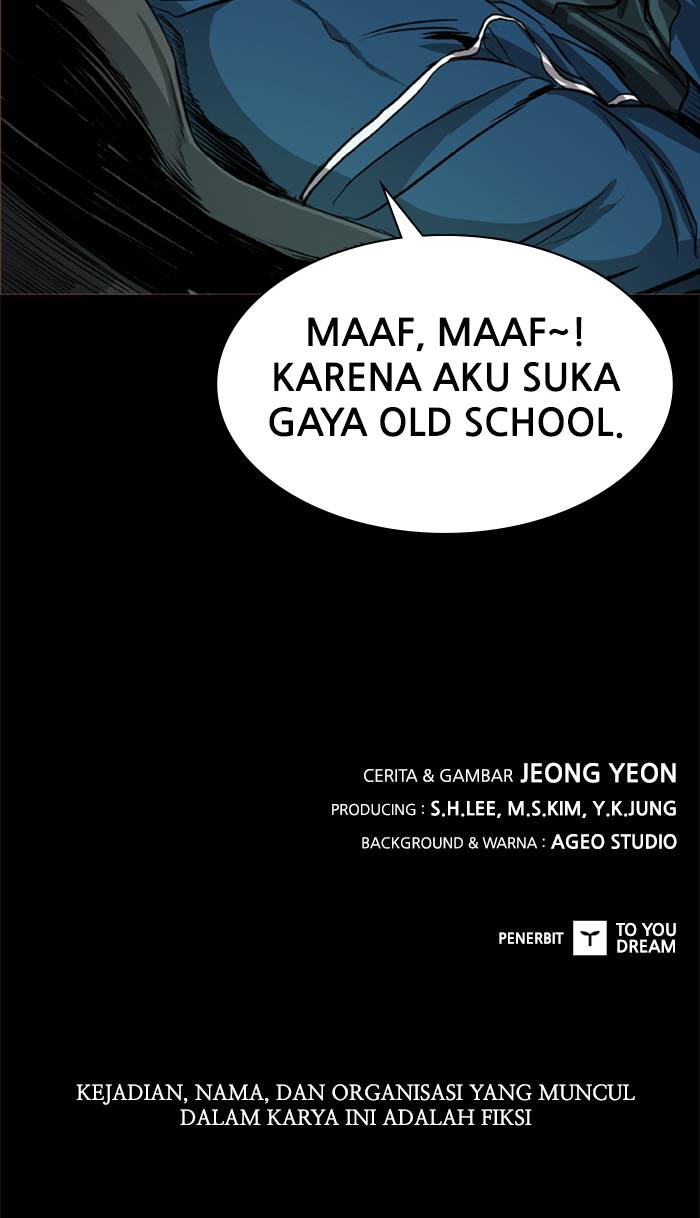 MAAF, MAAF~!
KARENA AKU SUKA
GAYA OLD SCHOOL.
CERITA & GAMBAR JEONG YEON
PRODUCING : S.H.LEE, M.S.KIM, Y.K.JUNG
BACKGROUND & WARNA : AGEO STUDIO
PENERBIT TO YOU
DREAM
KEJADIAN, NAMA, DAN ORGANISASI YANG MUNCUL
DALAM KARYA INI ADALAH FIKSI